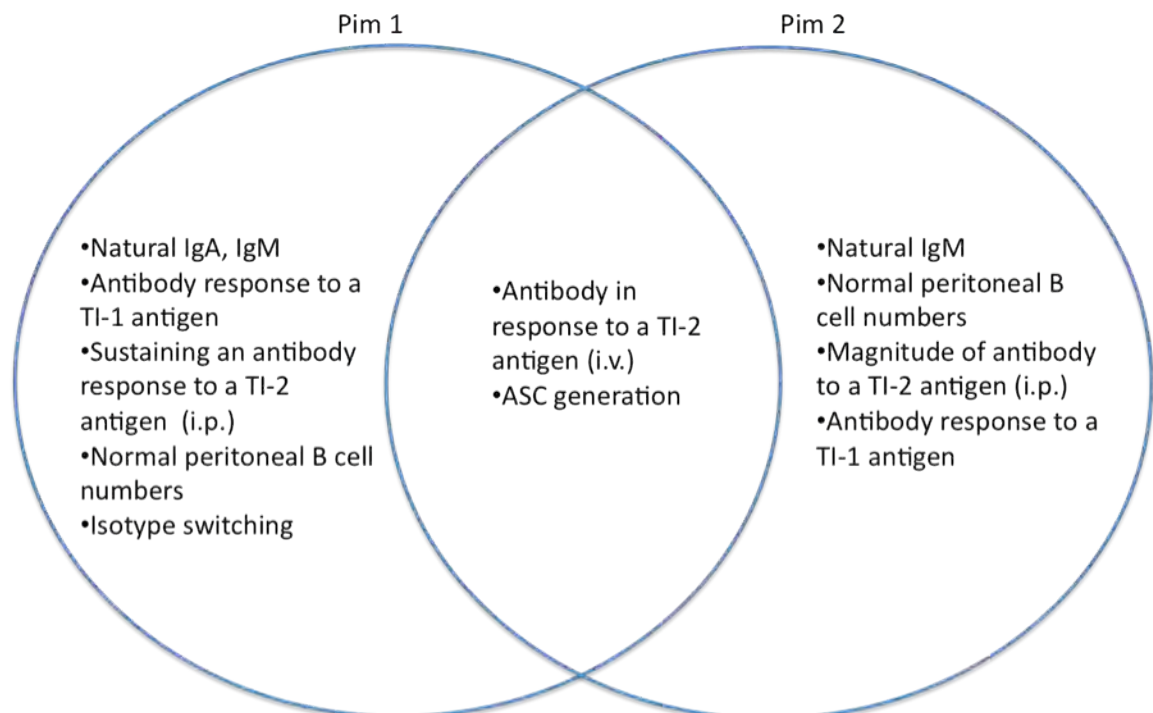 Pim 1
Pim 2
•Natural IgA, IgM
•Antibody response to a
TI-1 antigen
•Sustaining an antibody
response to a TI-2
antigen (i.p.)
•Normal peritoneal B cell
numbers
•Isotype switching
•Antibody in
response to a TI-2
antigen (i.v.)
•ASC generation
•Natural IgM
•Normal peritoneal B
cell numbers
•Magnitude of antibody
to a TI-2 antigen (i.p.)
•Antibody response to a
TI-1 antigen